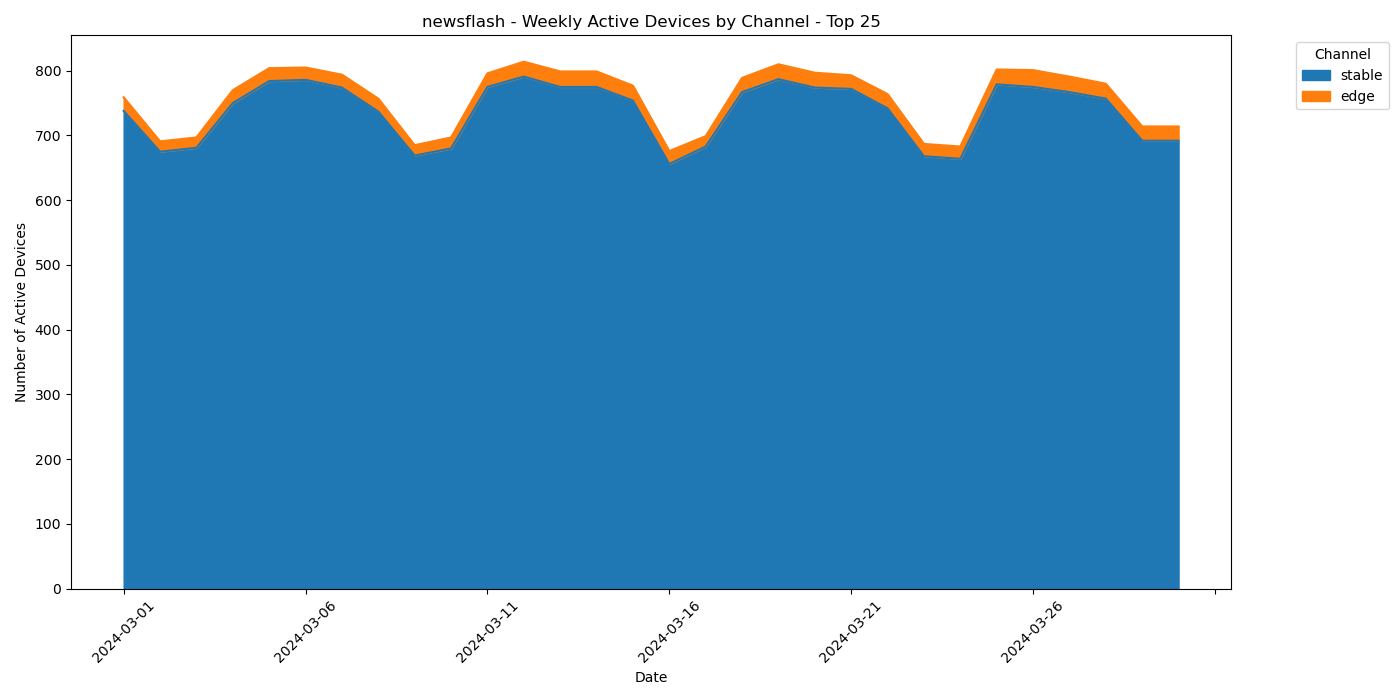 newsflash - Weekly Active Devices by Channel - Top 25
Channel
stable
edge
Number of Active Devices
800
700
600
500
400
300
200
100
0
2024-03-01
2024-03-06
2024-03-11
2024-03-16
2024-03-21
2024-03-26
Date